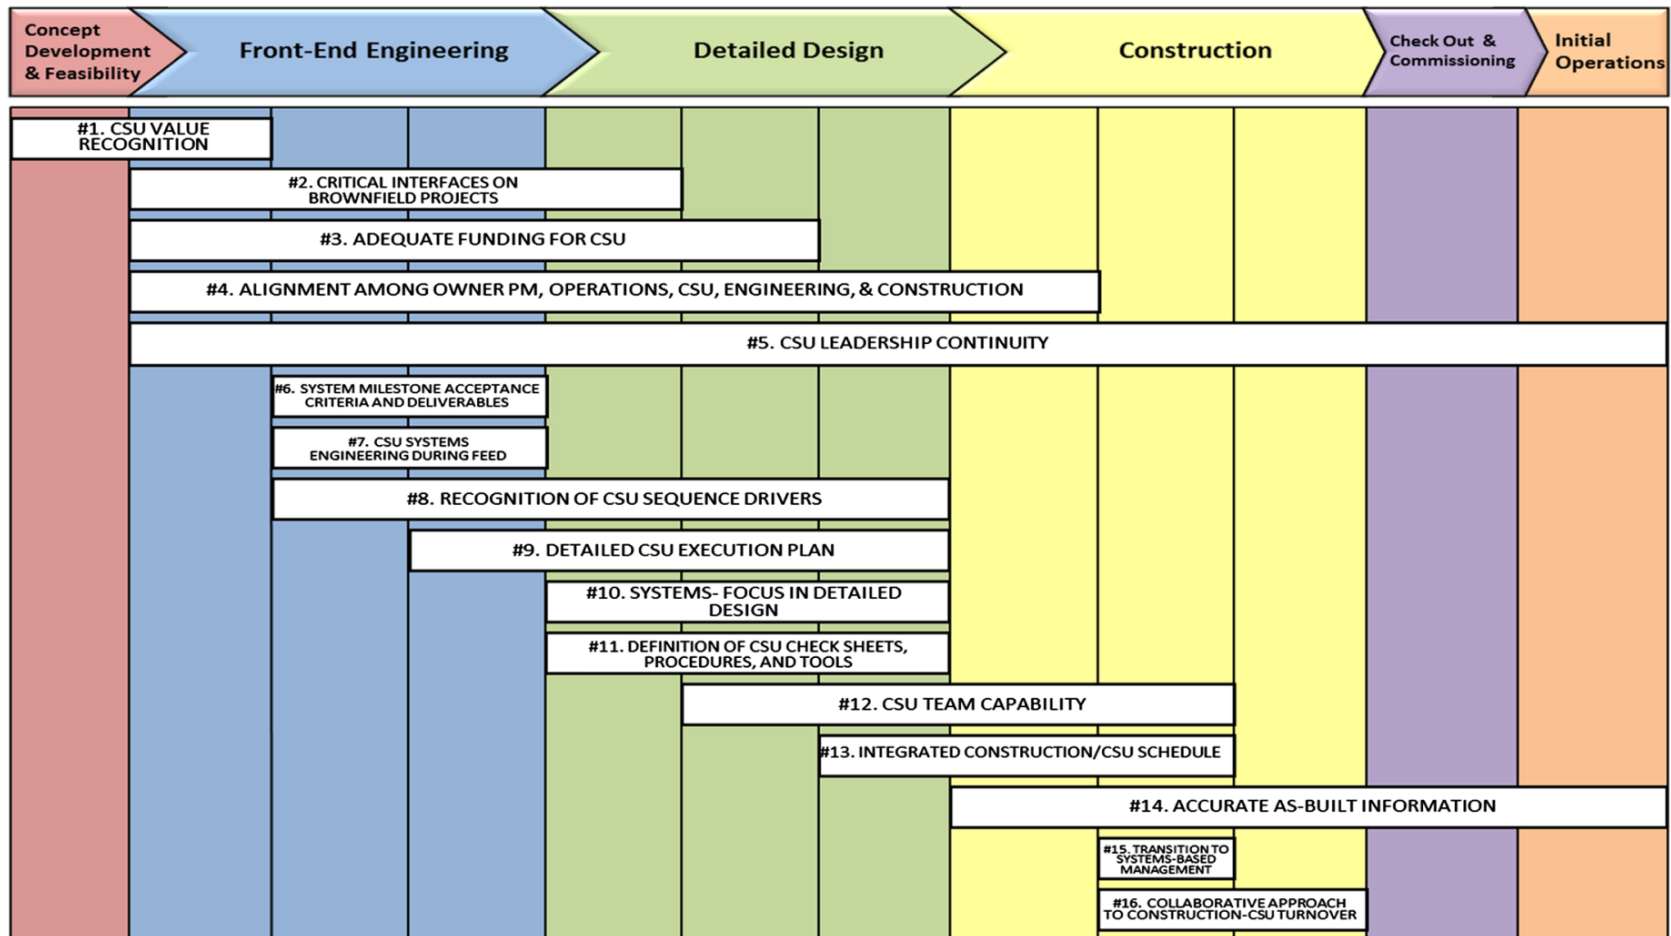 Concept
Development
& Feasibility
Front-End Engineering
Detailed Design
Construction
Check Out &
Commissioning
Initial
Operations
#1. CSU VALUE
RECOGNITION
#2. CRITICAL INTERFACES ON
BROWNFIELD PROJECTS
#3. ADEQUATE FUNDING FOR CSU
#4. ALIGNMENT AMONG OWNER PM, OPERATIONS, CSU, ENGINEERING, & CONSTRUCTION
#5. CSU LEADERSHIP CONTINUITY
#6. SYSTEM MILESTONE ACCEPTANCE
CRITERIA AND DELIVERABLES
#7. CSU SYSTEMS
ENGINEERING DURING FEED
#8. RECOGNITION OF CSU SEQUENCE DRIVERS
#9. DETAILED CSU EXECUTION PLAN
#10. SYSTEMS- FOCUS IN DETAILED
DESIGN
#11. DEFINITION OF CSU CHECK SHEETS,
PROCEDURES, AND TOOLS
#12. CSU TEAM CAPABILITY
#13. INTEGRATED CONSTRUCTION/CSU SCHEDULE
#14. ACCURATE AS-BUILT INFORMATION
#15. TRANSITION TO
SYSTEMS-BASED
MANAGEMENT
#16. COLLABORATIVE APPROACH
TO CONSTRUCTION-CSU TURNOVER